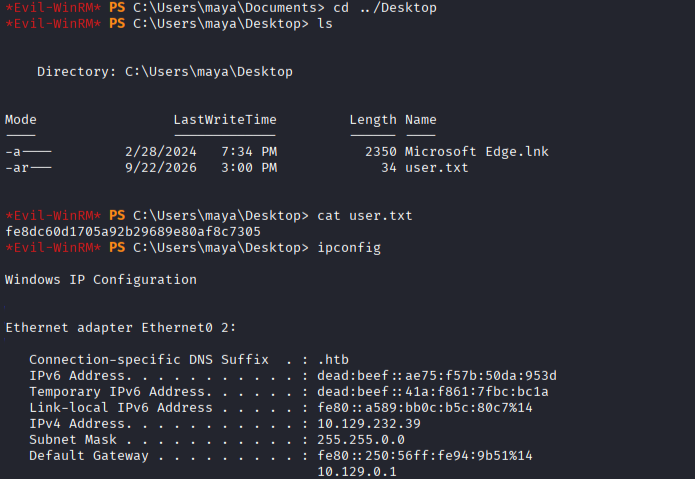 *Evil-WinRM* PS C:\Users\maya\Documents> cd ../Desktop
*Evil-WinRM* PS C:\Users\maya\Desktop> ls
Directory: C:\Users\maya\Desktop
Mode LastWriteTime Length Name
---- ------------- ------ ----
-a---- 2/28/2024 7:34 PM 2350 Microsoft Edge.lnk
-ar--- 9/22/2026 3:00 PM 34 user.txt
*Evil-WinRM* PS C:\Users\maya\Desktop> cat user.txt
fe8dc60d1705a92b29689e80af8c7305
*Evil-WinRM* PS C:\Users\maya\Desktop> ipconfig
Windows IP Configuration
Ethernet adapter Ethernet0 2:
Connection-specific DNS Suffix . : .htb
IPv6 Address. . . . . . . . . . . : dead:beef::ae75:f57b:50da:953d
Temporary IPv6 Address. . . . . . : dead:beef::41a:f861:7fbc:bc1a
Link-local IPv6 Address . . . . . : fe80::a589:bb0c:b5c:80c7%14
IPv4 Address. . . . . . . . . . . : 10.129.232.39
Subnet Mask . . . . . . . . . . . : 255.255.0.0
Default Gateway . . . . . . . . . : fe80::250:56ff:fe94:9b51%14
10.129.0.1